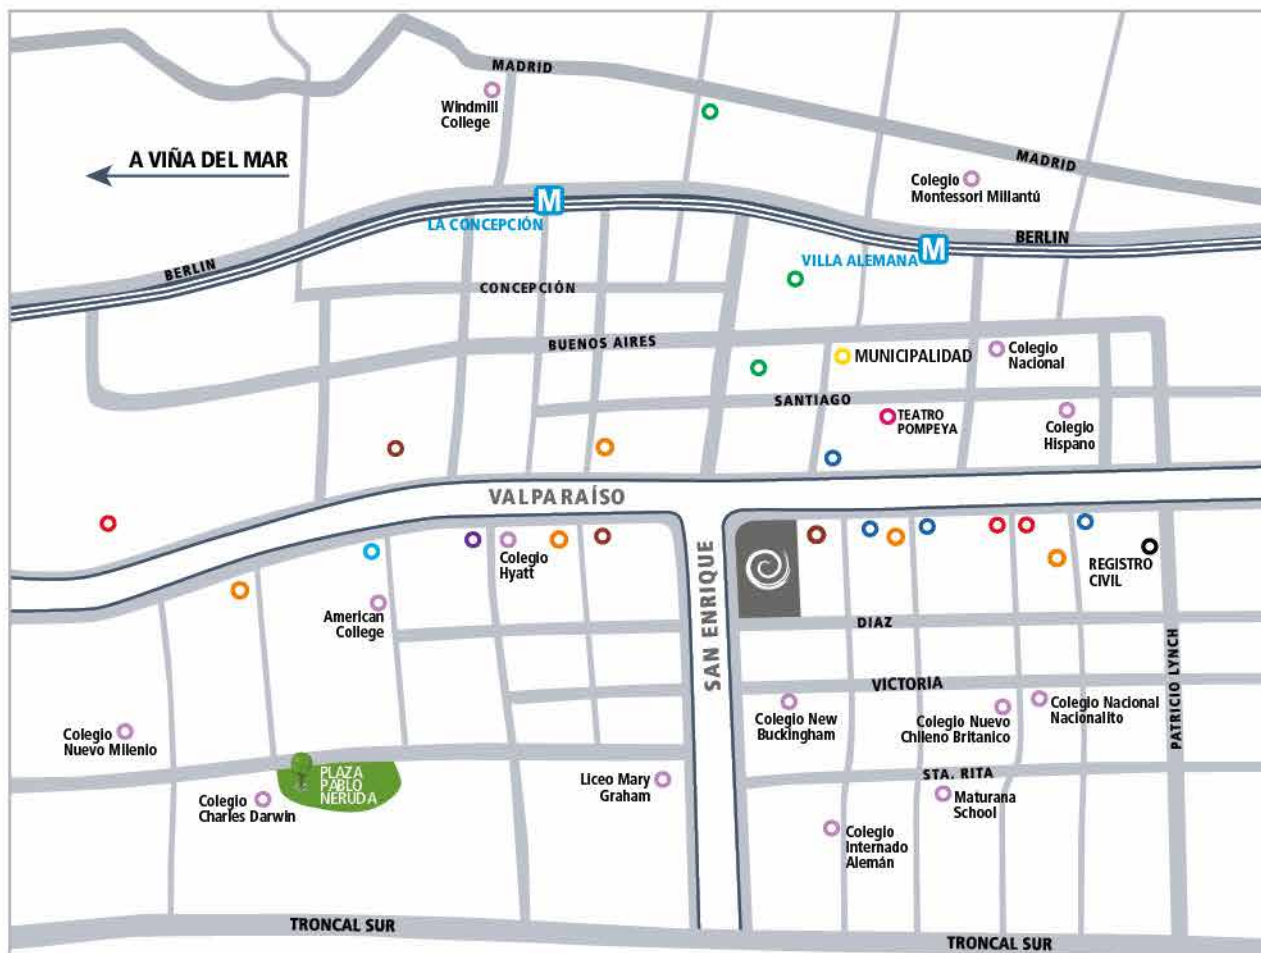 MADRID
Windmill
College
A VIÑA DEL MAR
MADRID
Colegio
Montessori Millantú
M
LA CONCEPCIÓN
BERLIN
M
VILLA ALEMANA
BERLIN
CONCEPCIÓN
BUENOS AIRES
MUNICIPALIDAD
Colegio
Nacional
SANTIAGO
TEATRO
POMPEYA
Colegio
Hispano
VALPARAÍSO
Colegio
Hyatt
SAN ENRIQUE
REGISTRO
CIVIL
American
College
DIAZ
PATRICIO LYNCH
VICTORIA
Colegio New
Buckingham
Colegio Nuevo
Chileno Britanico
Colegio Nacional
Nacionalito
Colegio
Nuevo Milenio
PLAZA
PABLO
NERUDA
Colegio
Charles Darwin
Liceo Mary
Graham
STA. RITA
Maturana
School
Colegio
Internado
Alemán
TRONCAL SUR
TRONCAL SUR